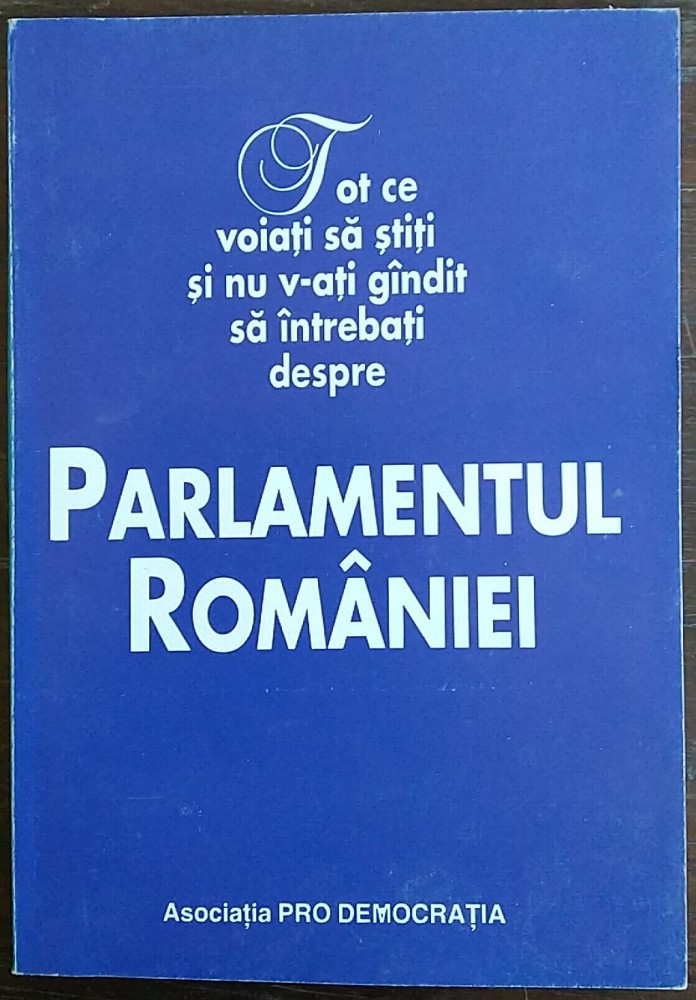 Tot ce
voiați să știți
și nu v-ați gîndit
să întrebați
despre
PARLAMENTUL
ROMÂNIEI
Asociația PRO DEMOCRAȚIA